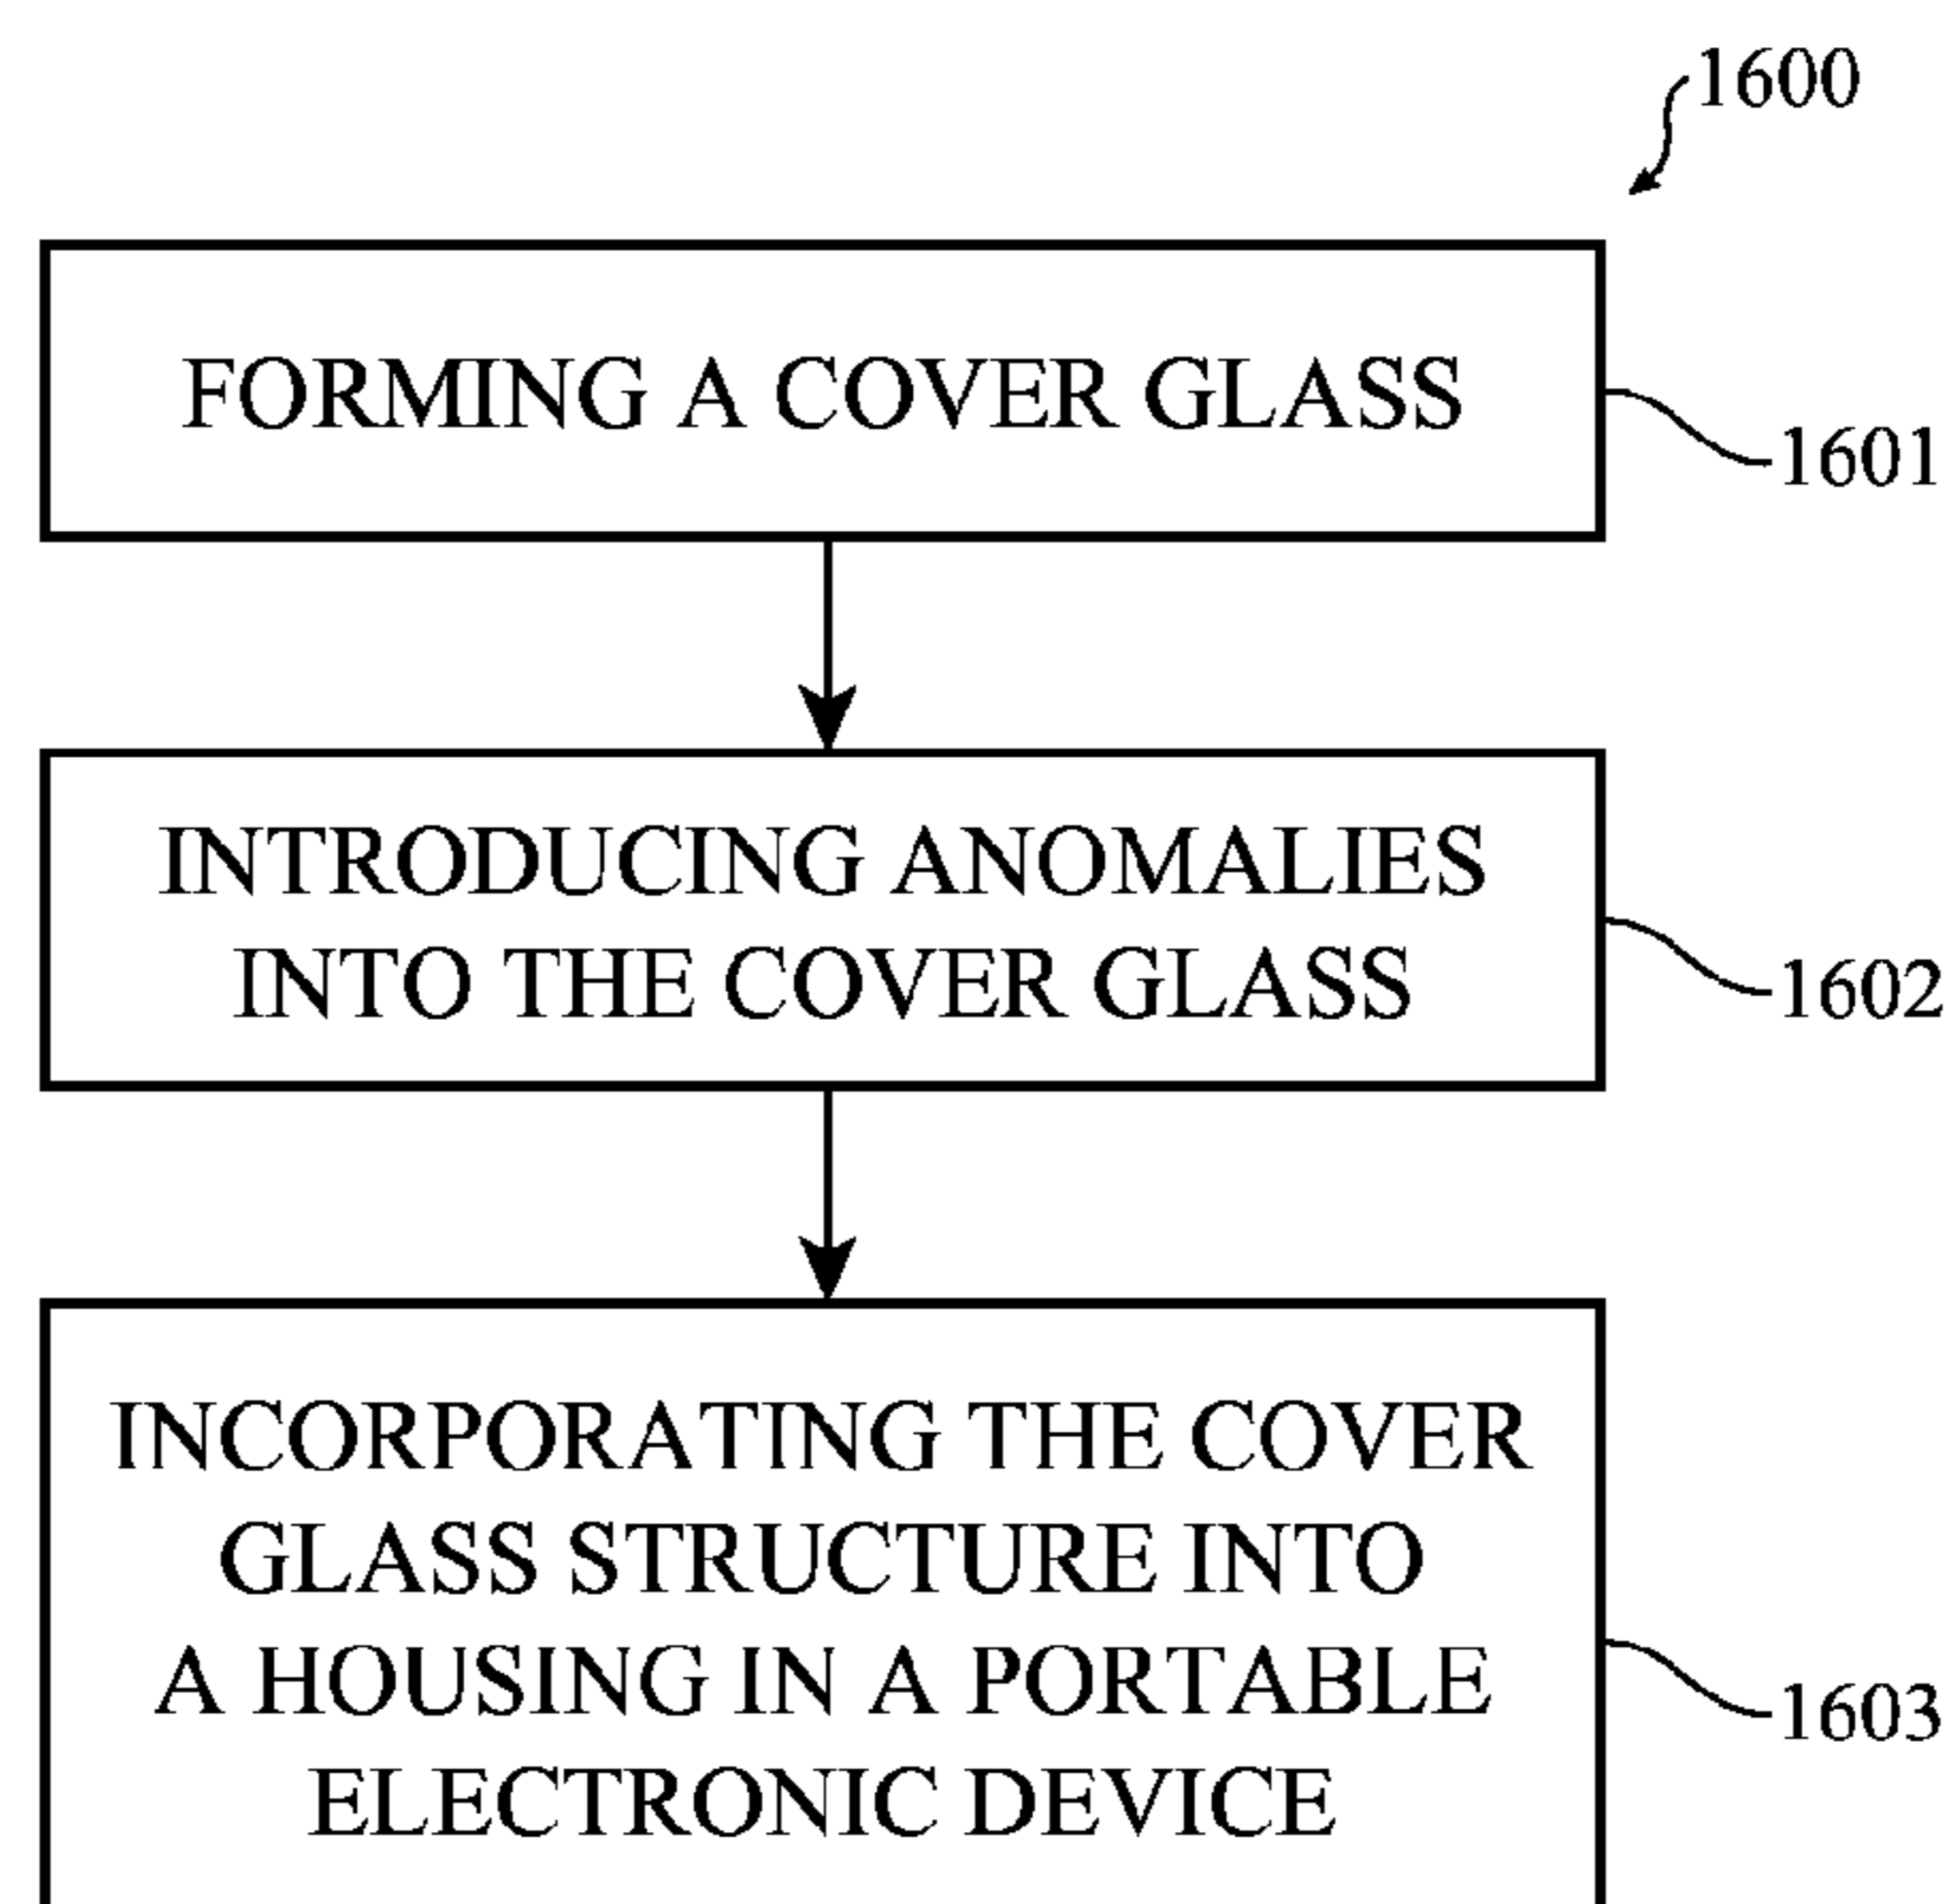 1600
FORMING A COVER GLASS
1601
INTRODUCING ANOMALIES
INTO THE COVER GLASS
1602
INCORPORATING THE COVER
GLASS STRUCTURE INTO
A HOUSING IN A PORTABLE
ELECTRONIC DEVICE
1603